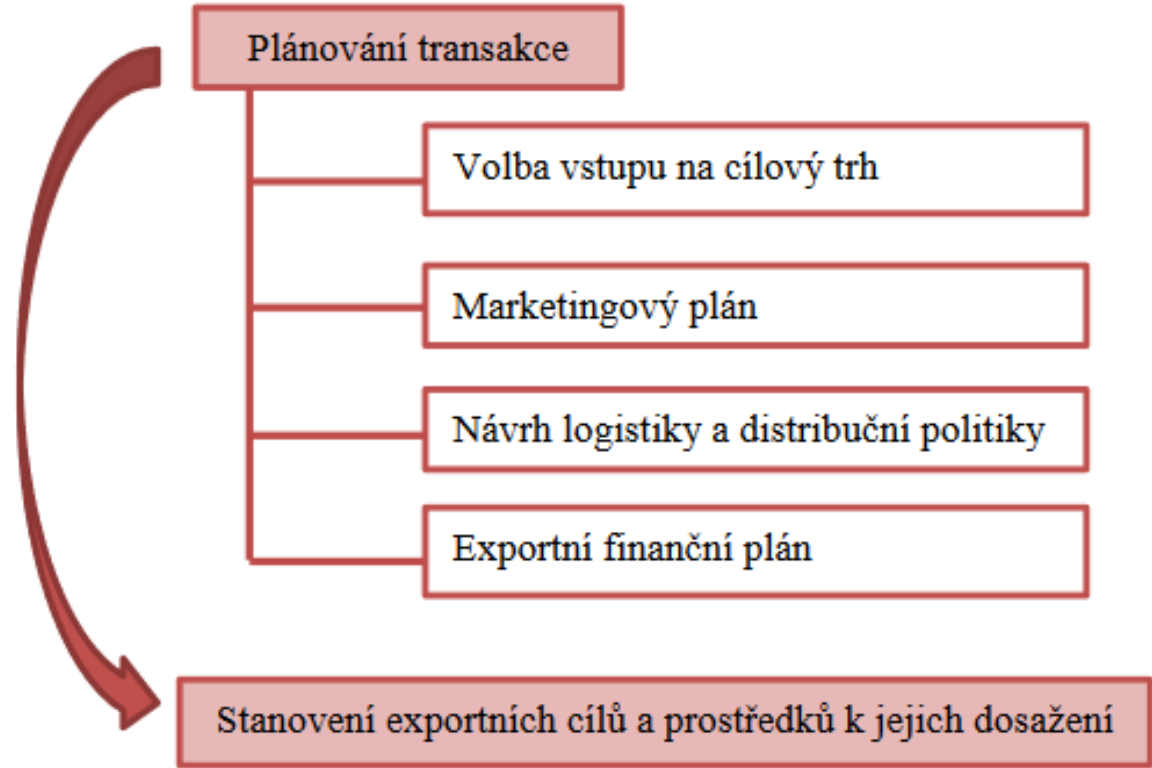 Plánování transakce
Volba vstupu na cílový trh
Marketingový plán
Návrh logistiky a distribuční politiky
Exportní finanční plán
Stanovení exportních cílů a prostředků k jejich dosažení